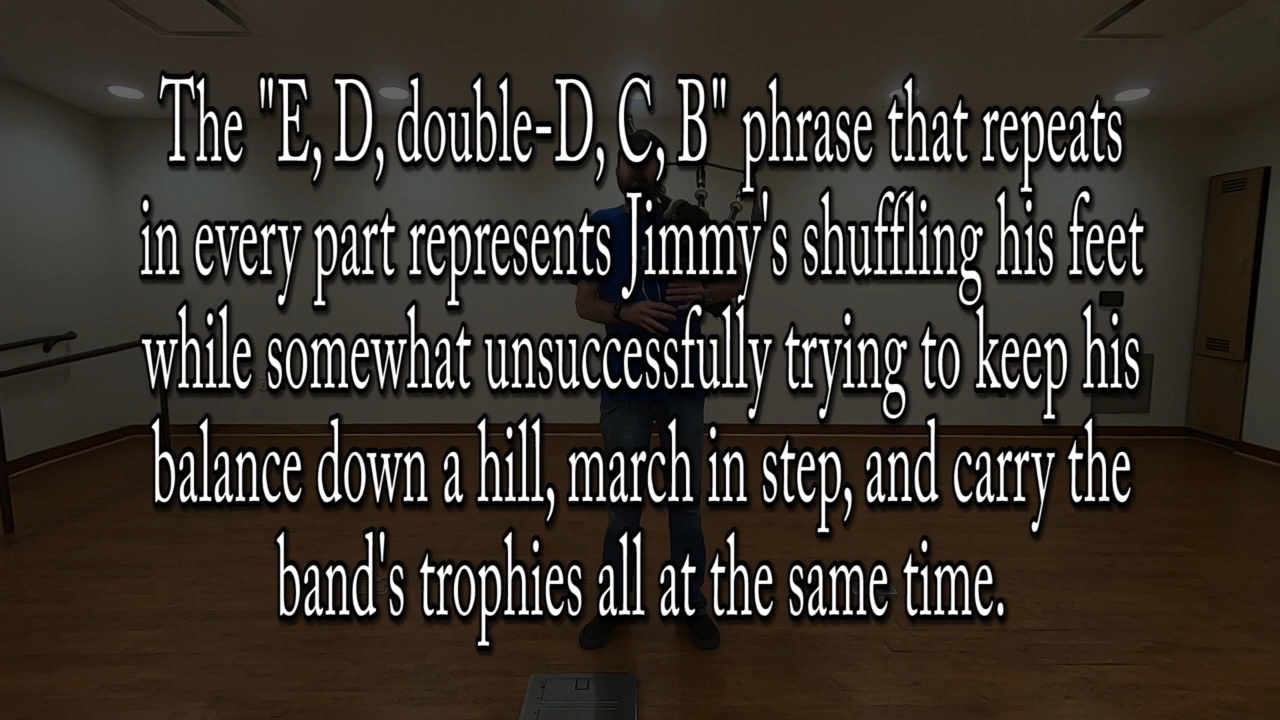 The "E, D, double-D, C, B" phrase that repeats
in every part represents Jimmy's shuffling his feet
while somewhat unsuccessfully trying to keep his
balance down a hill, march in step, and carry the
band's trophies all at the same time.